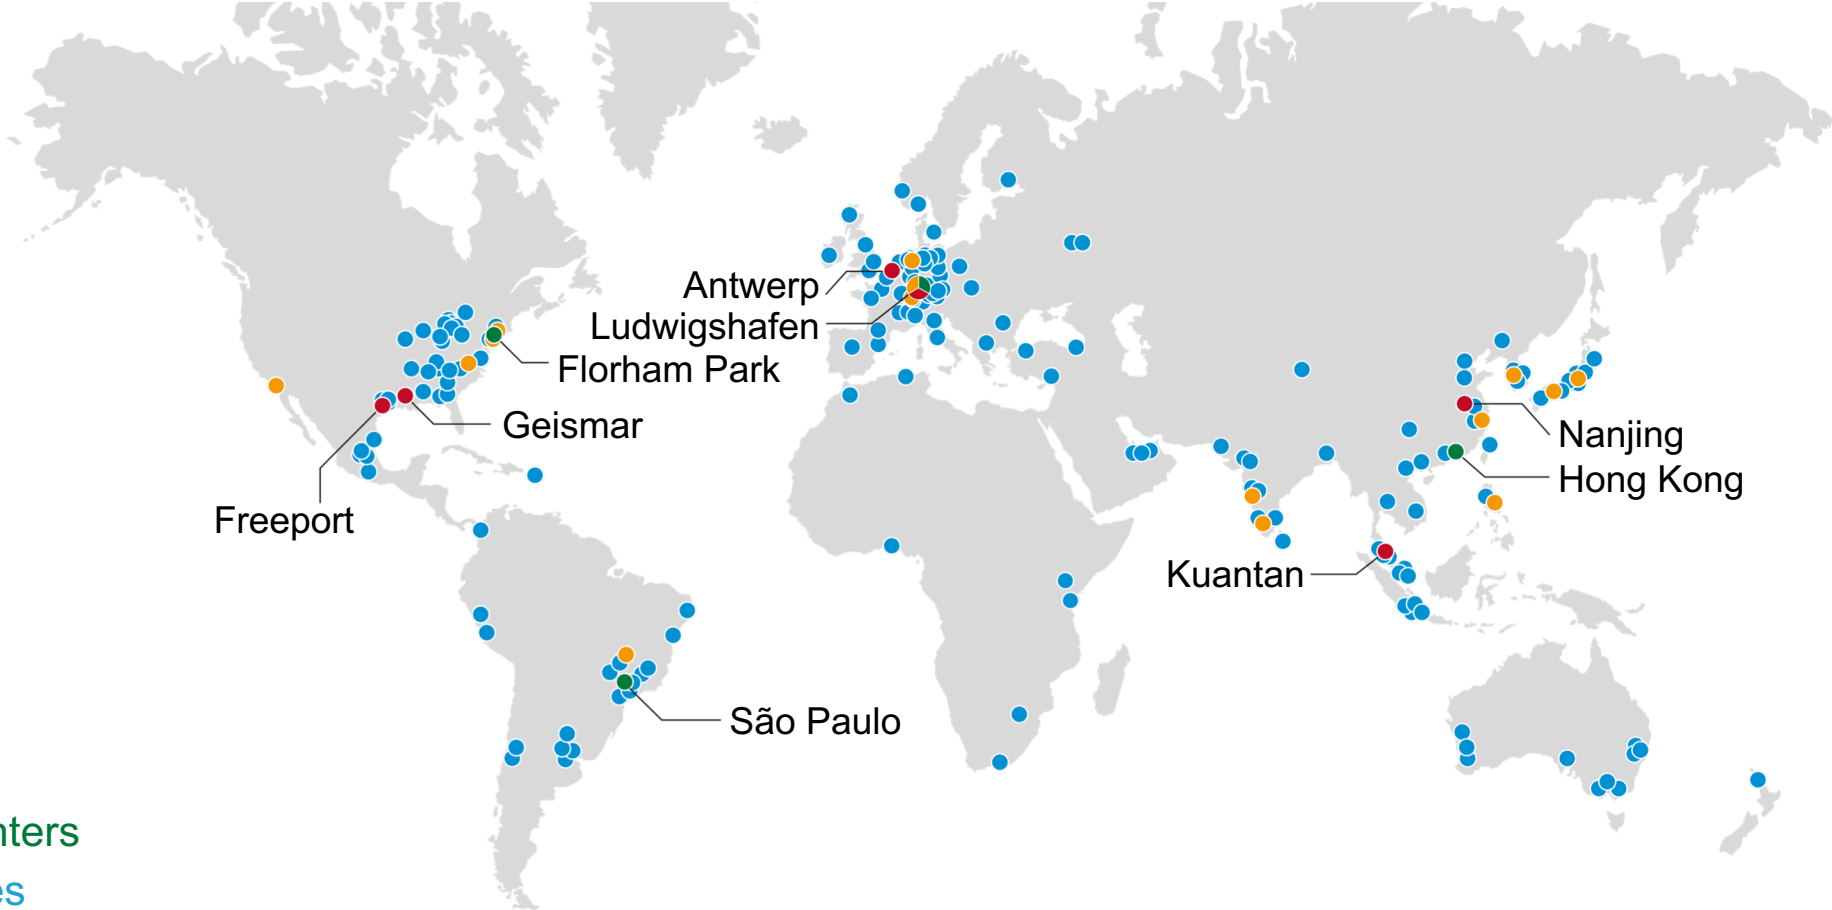 Antwerp
Ludwigshafen
Florham Park
Geismar
Freeport
Nanjing
Hong Kong
Kuantan
São Paulo
nters
es